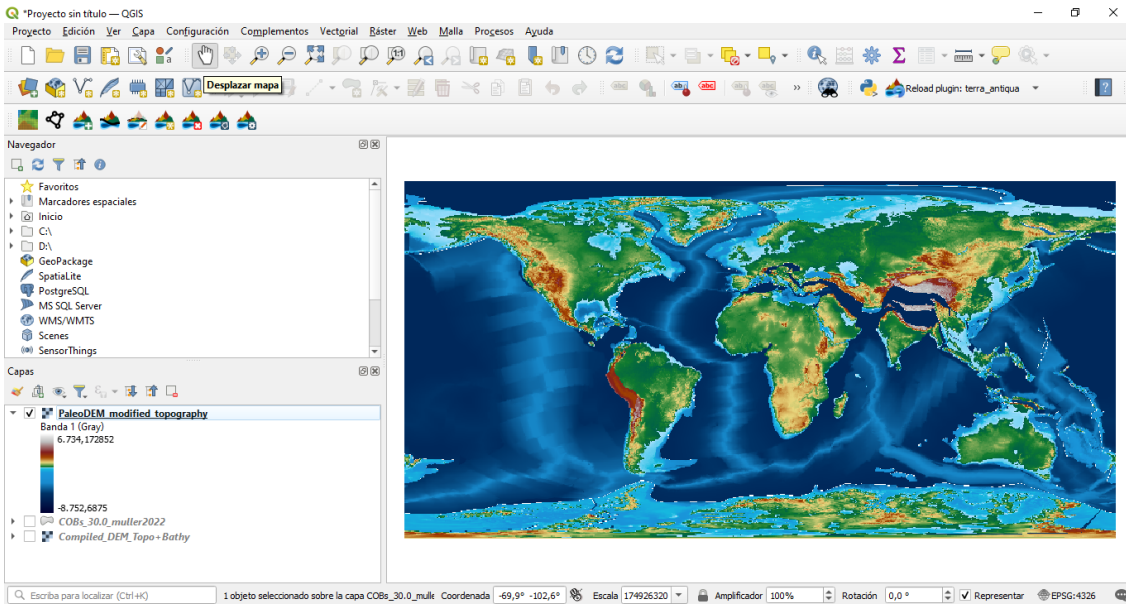 *Proyecto sin título — QGIS
Proyecto Edición Ver Capa Configuración Complementos Vectorial Ráster Web Malla Procesos Ayuda
Desplazar mapa
abc
ab
abc
Reload plugin: terra_antiqua
Navegador
Favoritos
Marcadores espaciales
Inicio
C:\
D:\
GeoPackage
SpatiaLite
PostgreSQL
MS SQL Server
WMS/WMTS
Scenes
SensorThings
Capas
PaleoDEM_modified_topography
Banda 1 (Gray)
6.734,172852
-8.752,6875
COBs_30.0_muller2022
Compiled_DEM_Topo+Bathy
Escriba para localizar (Ctrl+K) 1 objeto seleccionado sobre la capa COBs_30.0_mulle Coordenada -69,9° -102,6° Escala 174926320 Amplificador 100% Rotación 0,0 ° Representar EPSG:4326